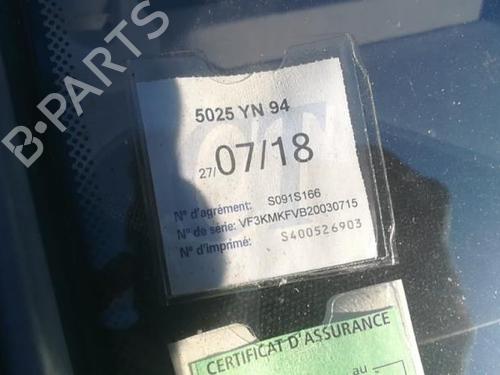 B-PARTS
5025 YN 94
27/07/18
N° d'agrément: S091S166
N° de série: VF3KMKFVB20030715
N° d'imprimé: S400526903
CERTIFICAT D'ASSURANCE
au